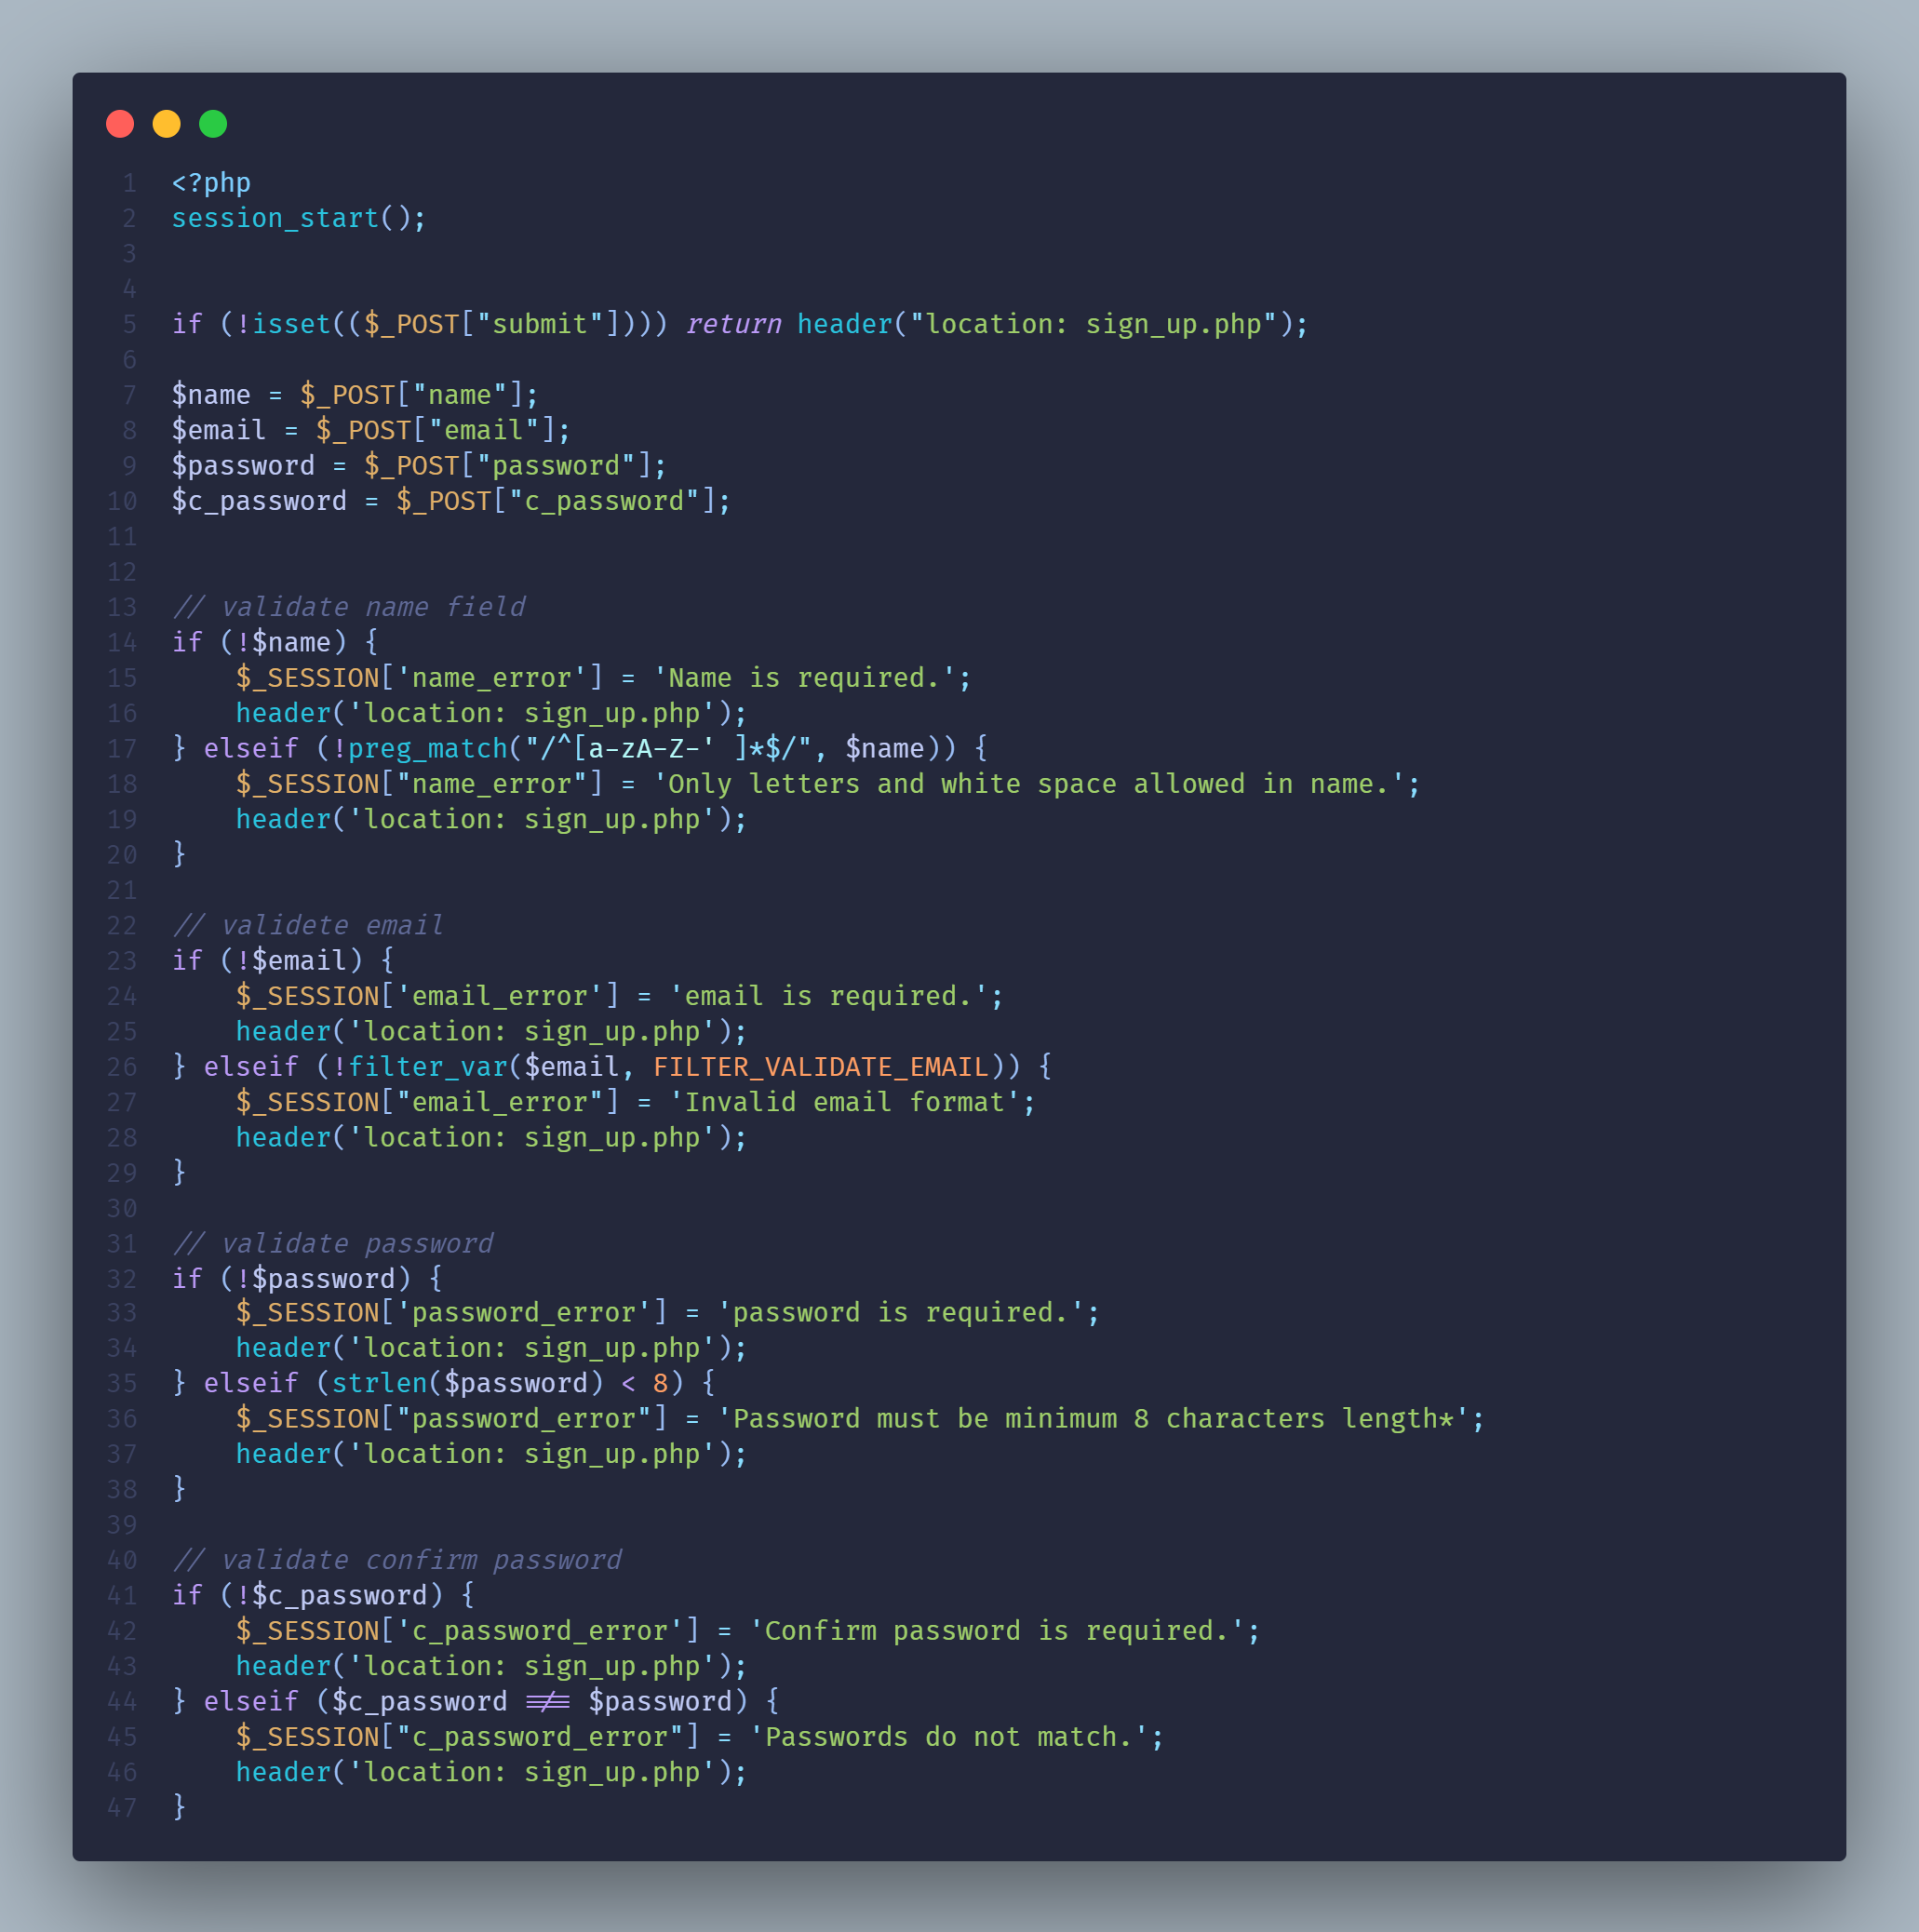 1 <?php
2 session_start();
3
4
5 if (!isset(($_POST["submit"]))) return header("location: sign_up.php");
6
7 $name = $_POST["name"];
8 $email = $_POST["email"];
9 $password = $_POST["password"];
10 $c_password = $_POST["c_password"];
11
12
13 // validate name field
14 if (!$name) {
15     $_SESSION['name_error'] = 'Name is required.';
16     header('location: sign_up.php');
17 } elseif (!preg_match("/^[a-zA-Z-' ]*$/", $name)) {
18     $_SESSION["name_error"] = 'Only letters and white space allowed in name.';
19     header('location: sign_up.php');
20 }
21
22 // validete email
23 if (!$email) {
24     $_SESSION['email_error'] = 'email is required.';
25     header('location: sign_up.php');
26 } elseif (!filter_var($email, FILTER_VALIDATE_EMAIL)) {
27     $_SESSION["email_error"] = 'Invalid email format';
28     header('location: sign_up.php');
29 }
30
31 // validate password
32 if (!$password) {
33     $_SESSION['password_error'] = 'password is required.';
34     header('location: sign_up.php');
35 } elseif (strlen($password) < 8) {
36     $_SESSION["password_error"] = 'Password must be minimum 8 characters length*';
37     header('location: sign_up.php');
38 }
39
40 // validate confirm password
41 if (!$c_password) {
42     $_SESSION['c_password_error'] = 'Confirm password is required.';
43     header('location: sign_up.php');
44 } elseif ($c_password !== $password) {
45     $_SESSION["c_password_error"] = 'Passwords do not match.';
46     header('location: sign_up.php');
47 }